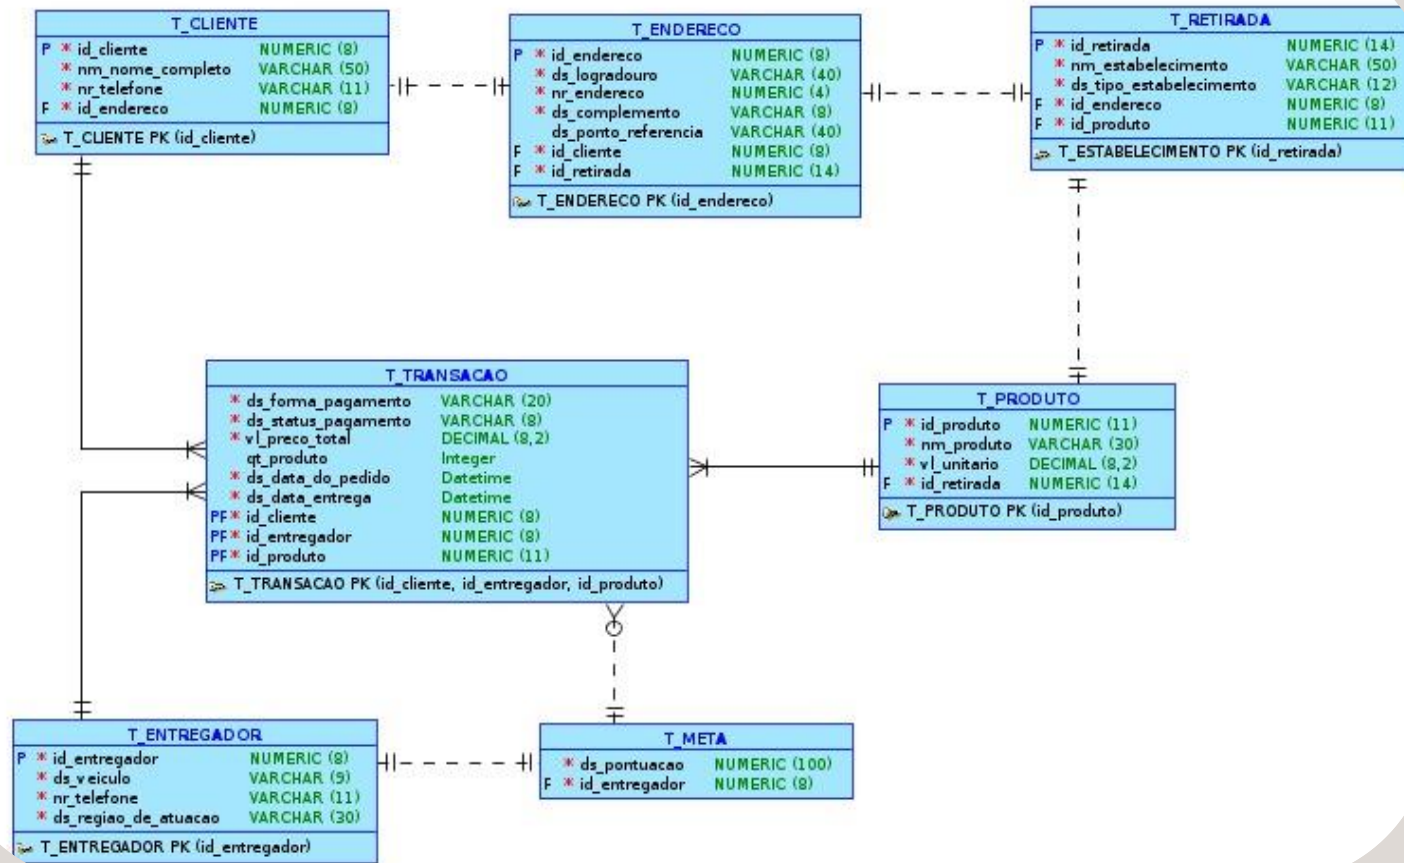 T_CLIENTE
P * id_cliente NUMERIC (8)
* nm_nome_completo VARCHAR (50)
* nr_telefone VARCHAR (11)
F * id_endereco NUMERIC (8)
T_CLIENTE PK (id_cliente)
T_ENDERECO
P * id_endereco NUMERIC (8)
* ds_logradouro VARCHAR (40)
* nr_endereco NUMERIC (4)
* ds_complemento VARCHAR (8)
ds_ponto_referencia VARCHAR (40)
F * id_cliente NUMERIC (8)
F * id_retirada NUMERIC (14)
T_ENDERECO PK (id_endereco)
T_RETIRADA
P * id_retirada NUMERIC (14)
* nm_estabelecimento VARCHAR (50)
* ds_tipo_estabelecimento VARCHAR (12)
F * id_endereco NUMERIC (8)
F * id_produto NUMERIC (11)
T_ESTABELECIMENTO PK (id_retirada)
T_TRANSACAO
* ds_forma_pagamento VARCHAR (20)
* ds_status_pagamento VARCHAR (8)
* vl_preco_total DECIMAL (8,2)
qt_produto Integer
* ds_data_do_pedido Datetime
* ds_data_entrega Datetime
PF * id_cliente NUMERIC (8)
PF * id_entregador NUMERIC (8)
PF * id_produto NUMERIC (11)
T_TRANSACAO PK (id_cliente, id_entregador, id_produto)
T_PRODUTO
P * id_produto NUMERIC (11)
* nm_produto VARCHAR (30)
* vl_unitario DECIMAL (8,2)
F * id_retirada NUMERIC (14)
T_PRODUTO PK (id_produto)
T_ENTREGADOR
P * id_entregador NUMERIC (8)
* ds_veiculo VARCHAR (9)
* nr_telefone VARCHAR (11)
* ds_regiao_de_atuacao VARCHAR (30)
T_ENTREGADOR PK (id_entregador)
T_META
* ds_pontuacao NUMERIC (100)
F * id_entregador NUMERIC (8)